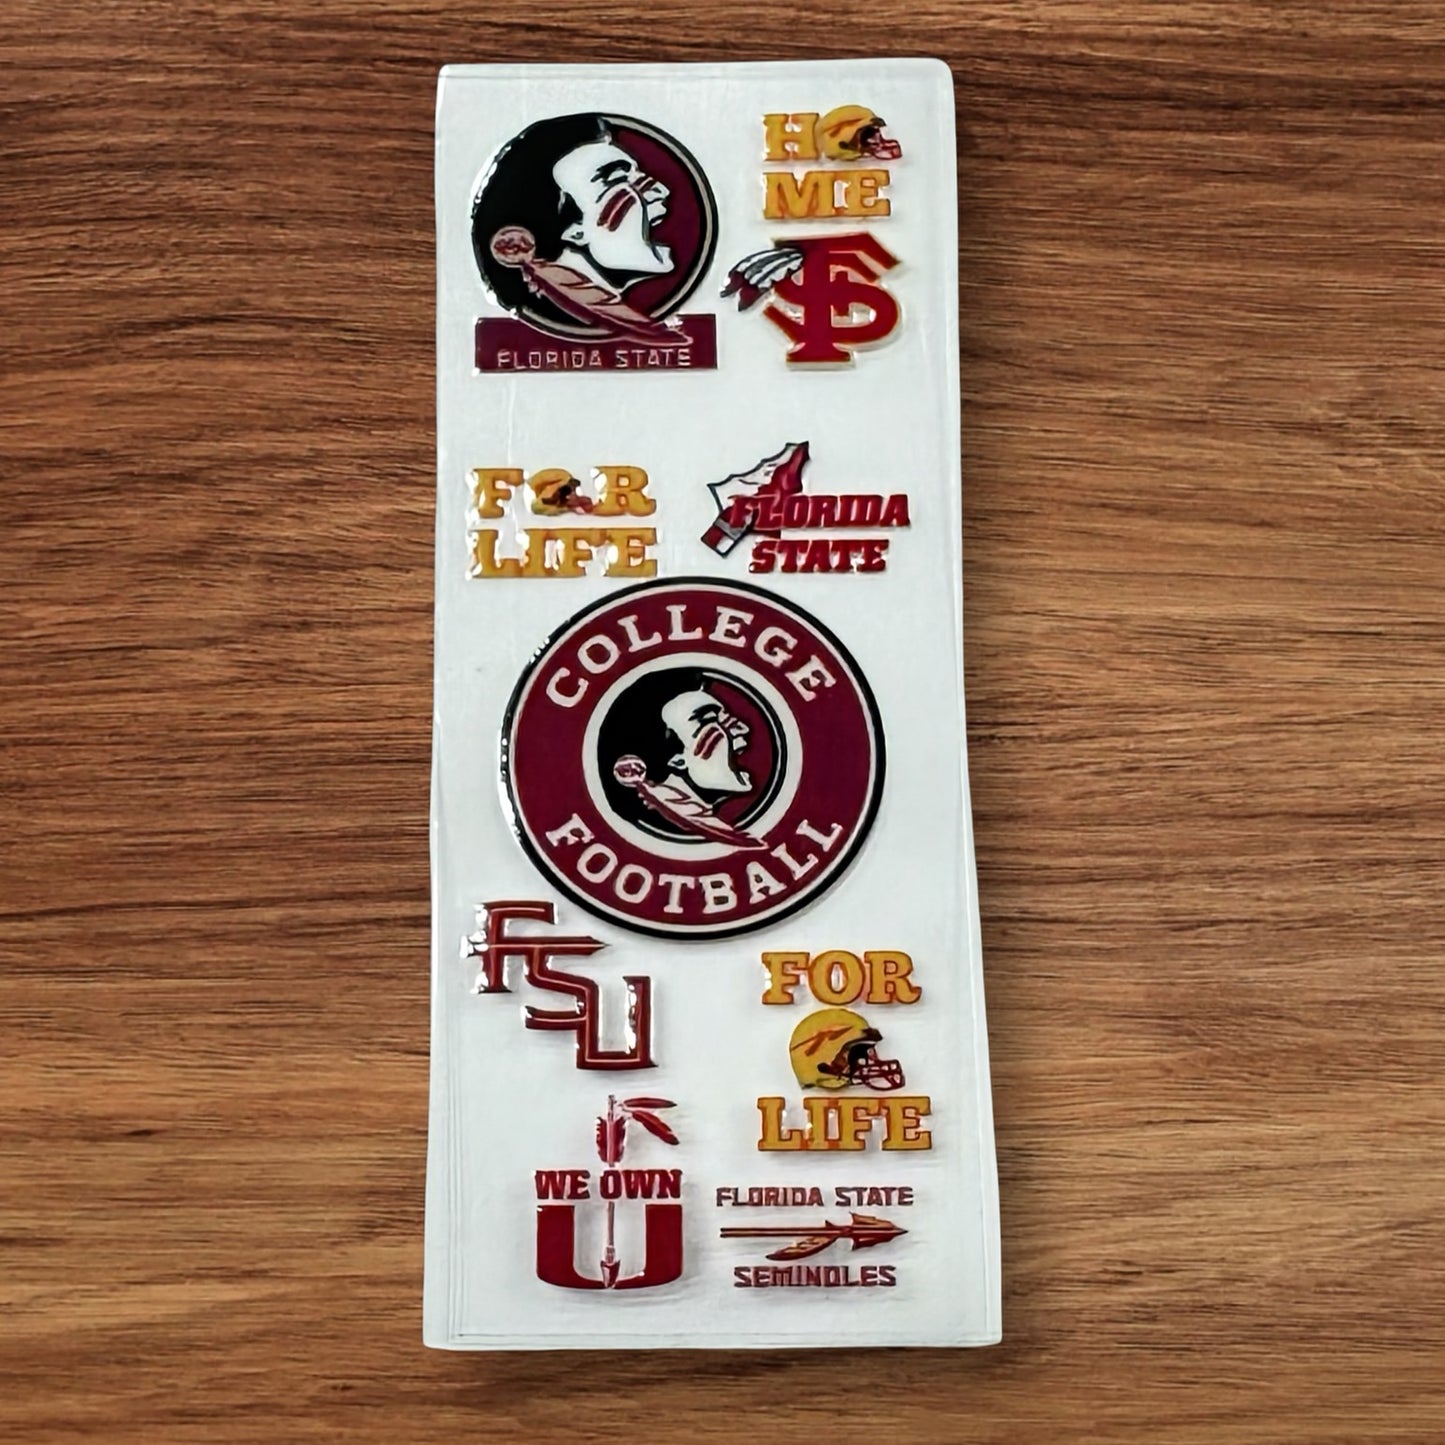 FLORIDA STATE
HOME
FS
FOR
LIFE
FLORIDA
STATE
COLLEGE
FOOTBALL
FSU
FOR
LIFE
WE OWN
U
FLORIDA STATE
SEMINOLES